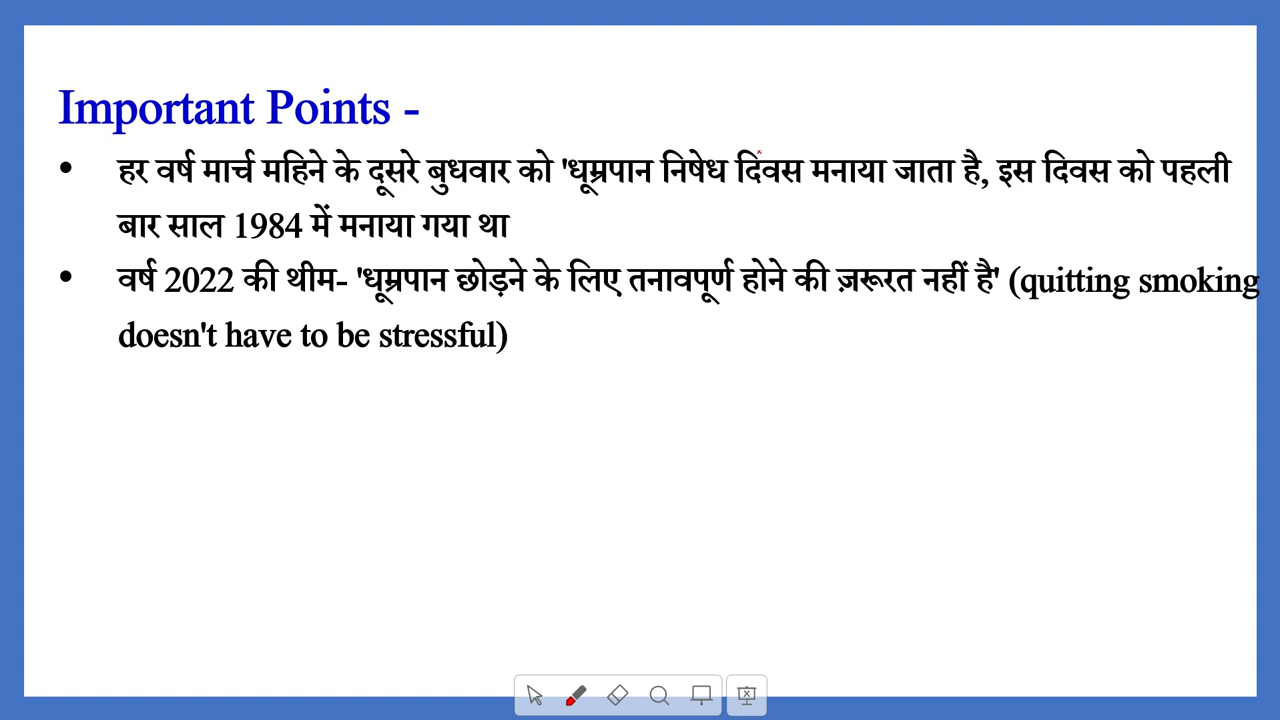 Important Points -
• हर वर्ष मार्च महिने के दूसरे बुधवार को 'धूम्रपान निषेध दिवस मनाया जाता है, इस दिवस को पहली
बार साल 1984 में मनाया गया था
• वर्ष 2022 की थीम- 'धूम्रपान छोड़ने के लिए तनावपूर्ण होने की ज़रूरत नहीं है' (quitting smoking
doesn't have to be stressful)